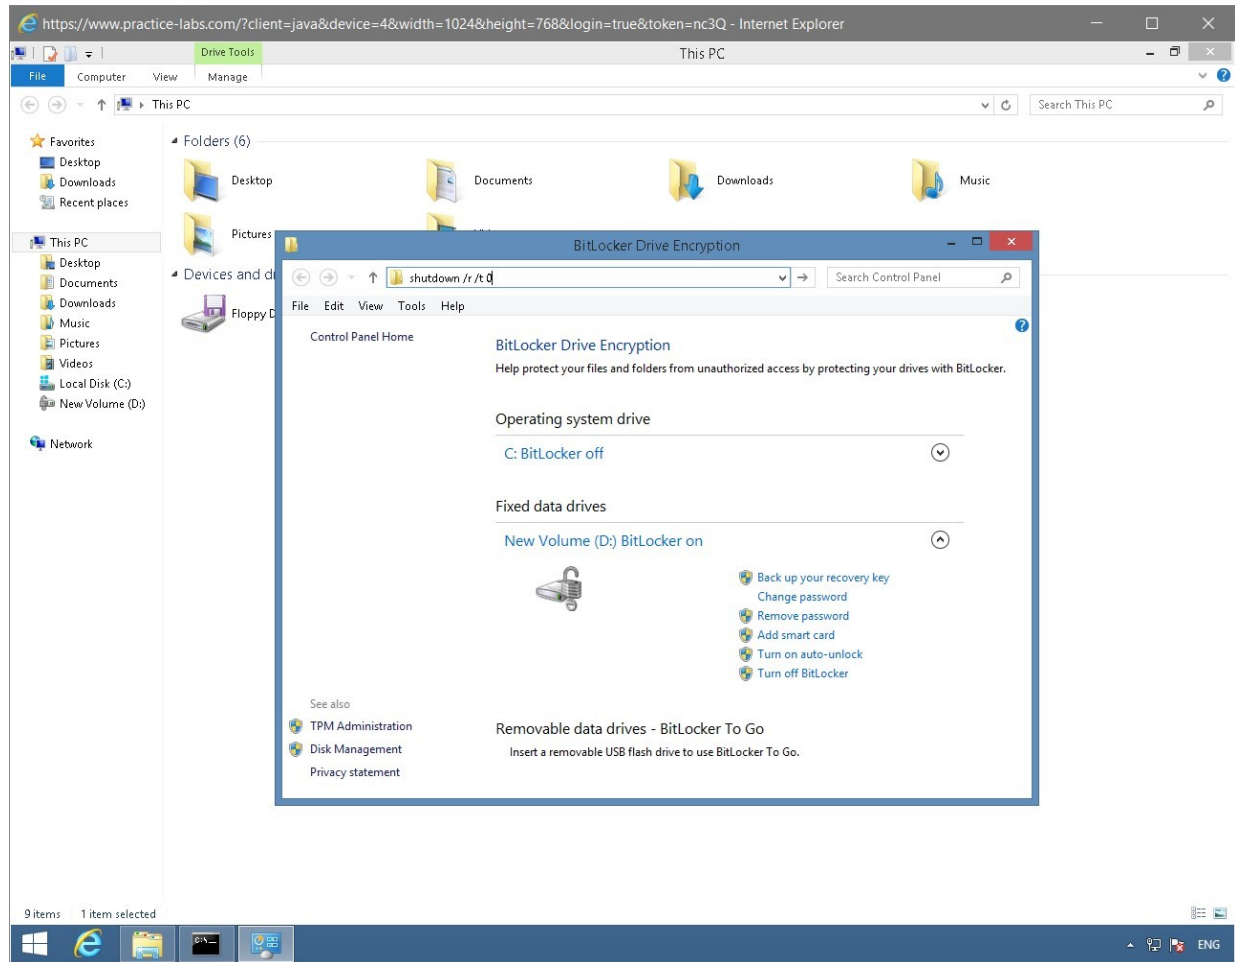 https://www.practice-labs.com/?client=java&device=4&width=1024&height=768&login=true&token=nc3Q - Internet Explorer
Drive Tools
This PC
File Computer View Manage
This PC
Search This PC
Favorites
Desktop
Downloads
Recent places
This PC
Desktop
Documents
Downloads
Music
Pictures
Videos
Local Disk (C:)
New Volume (D:)
Network
Folders (6)
Desktop
Documents
Downloads
Music
Pictures
Devices and
Floppy
BitLocker Drive Encryption
shutdown /r /t 0
Search Control Panel
File Edit View Tools Help
Control Panel Home
BitLocker Drive Encryption
Help protect your files and folders from unauthorized access by protecting your drives with BitLocker.
Operating system drive
C: BitLocker off
Fixed data drives
New Volume (D:) BitLocker on
Back up your recovery key
Change password
Remove password
Add smart card
Turn on auto-unlock
Turn off BitLocker
See also
TPM Administration
Disk Management
Privacy statement
Removable data drives - BitLocker To Go
Insert a removable USB flash drive to use BitLocker To Go.
9 items 1 item selected
ENG